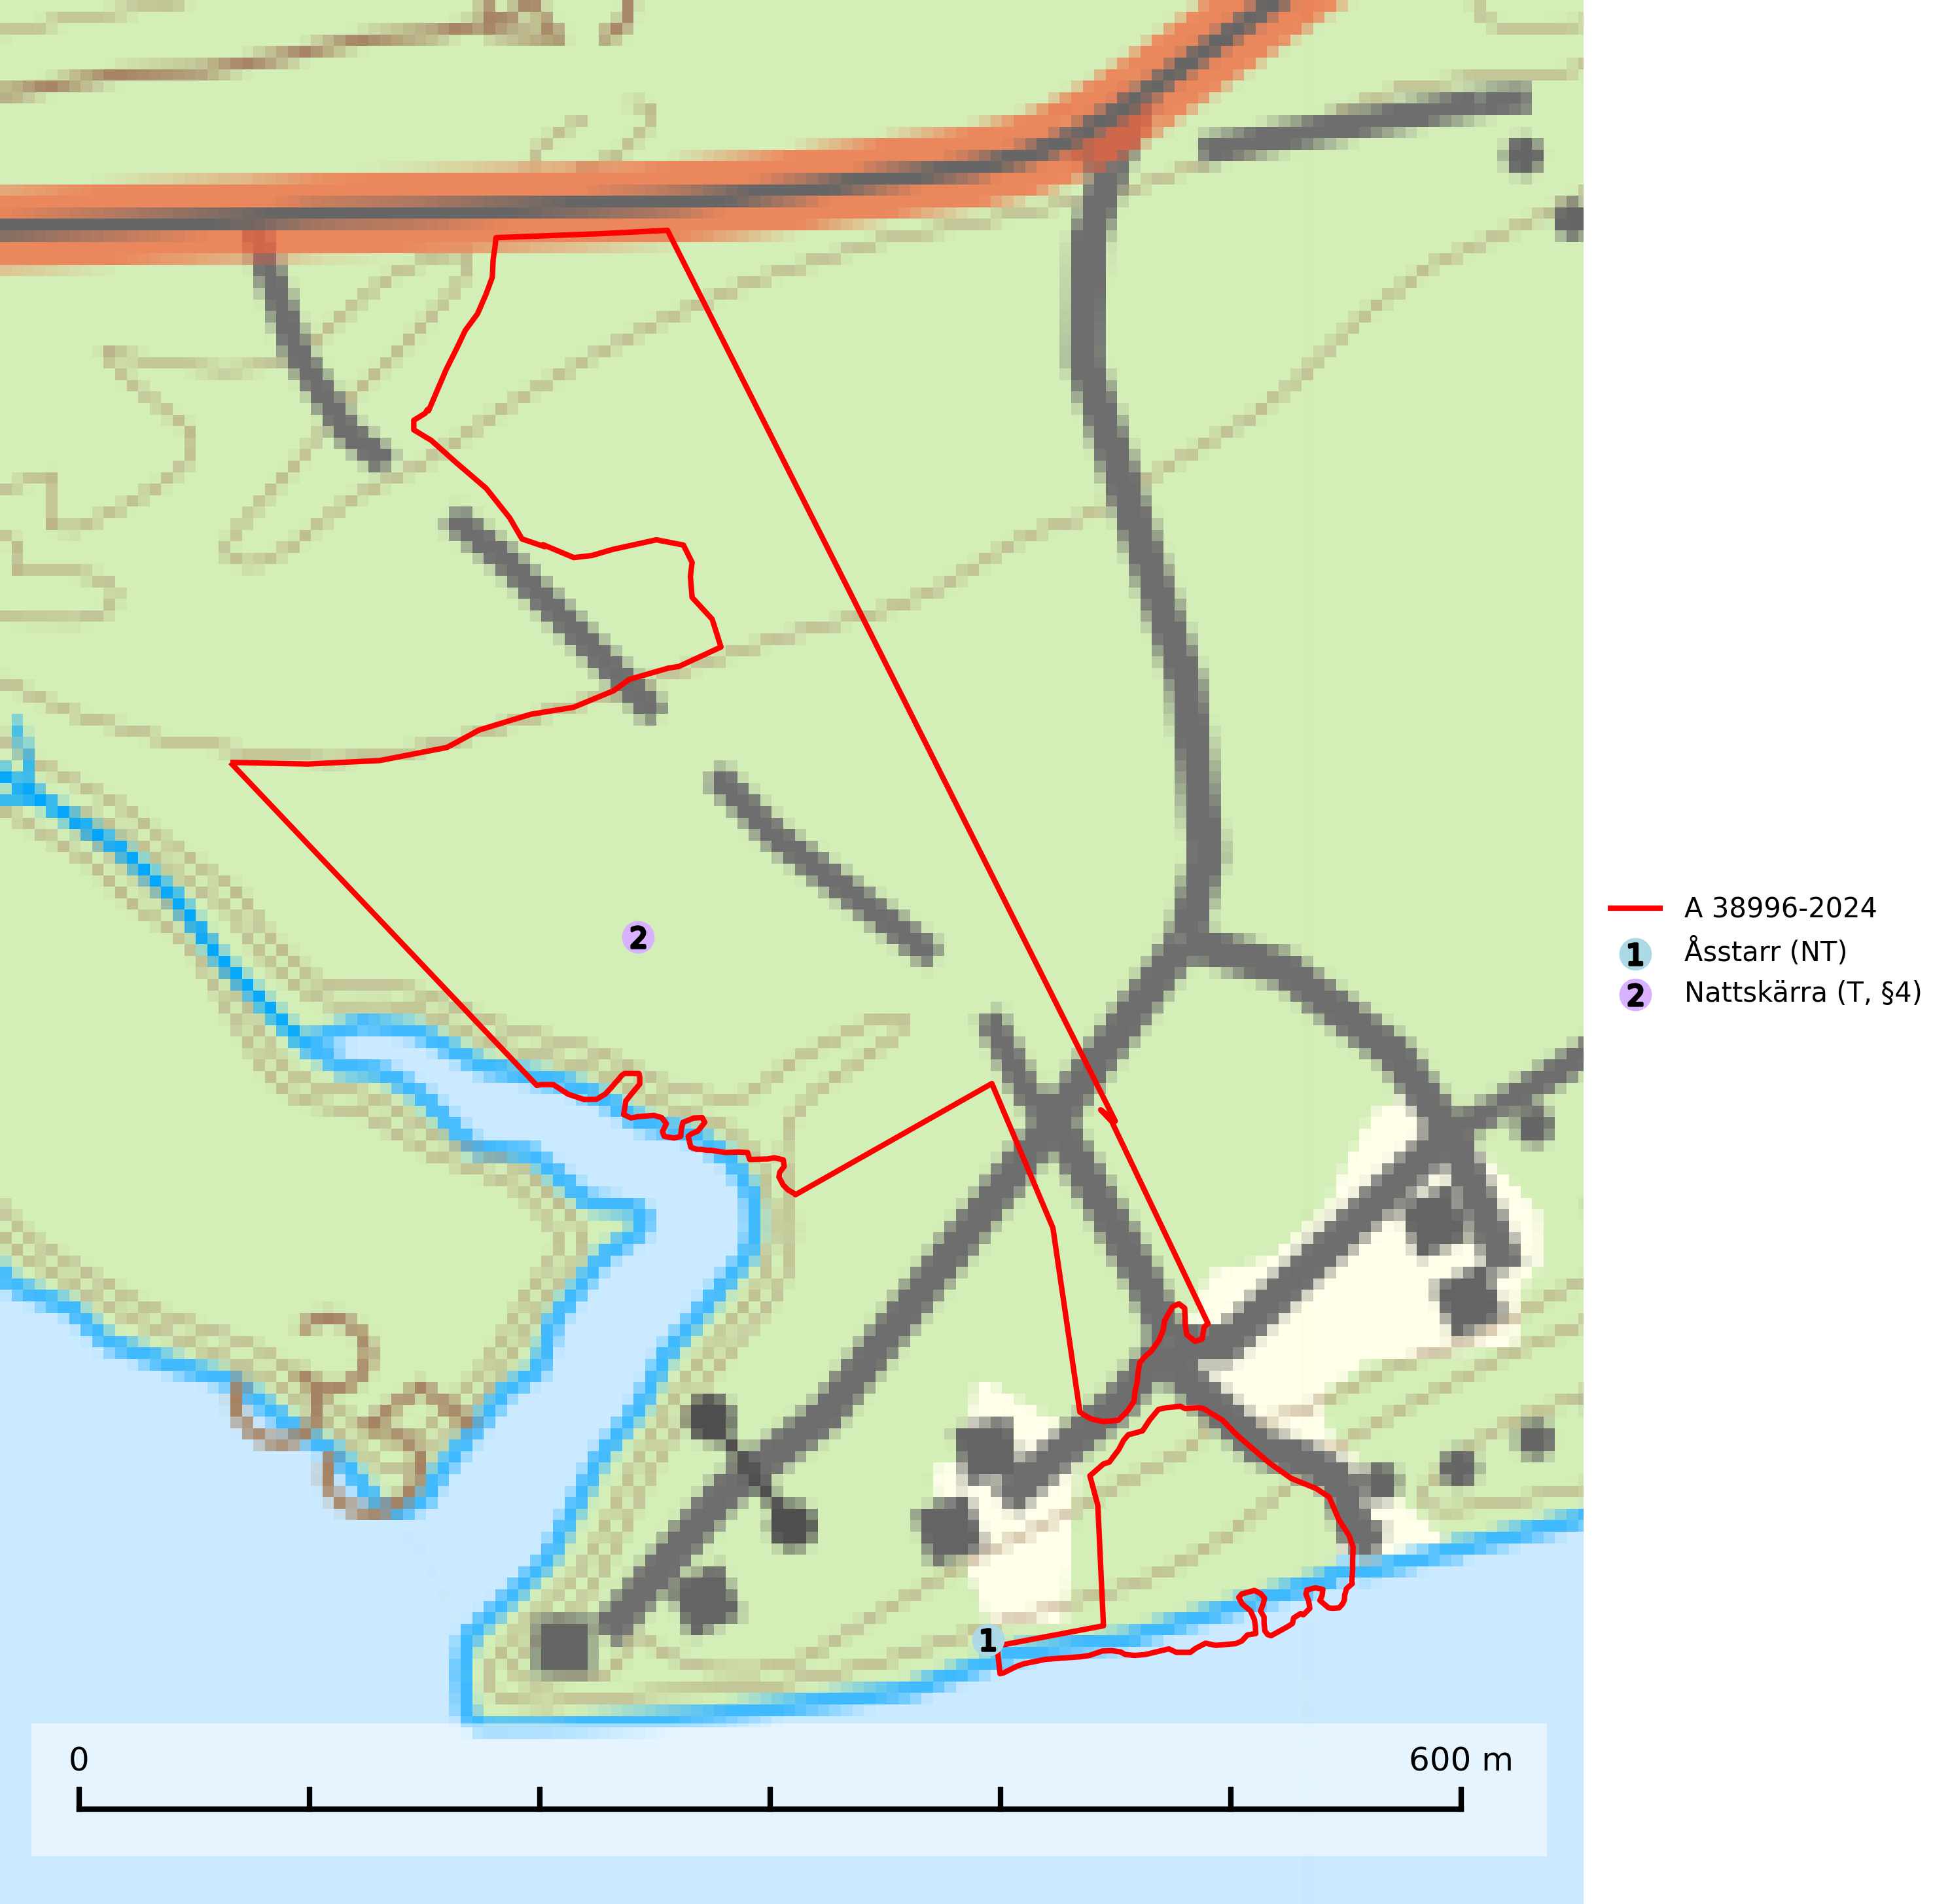 A 38996-2024
1 Åsstarr (NT)
2 Nattskärra (T, §4)
2
1
0 600 m